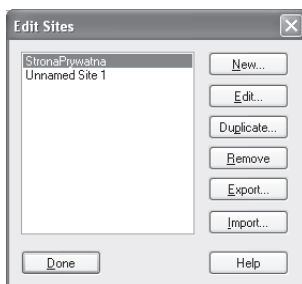 Edit Sites
StronaPrywatna
Unnamed Site 1
New...
Edit...
Duplicate...
Remove
Export...
Import...
Done
Help